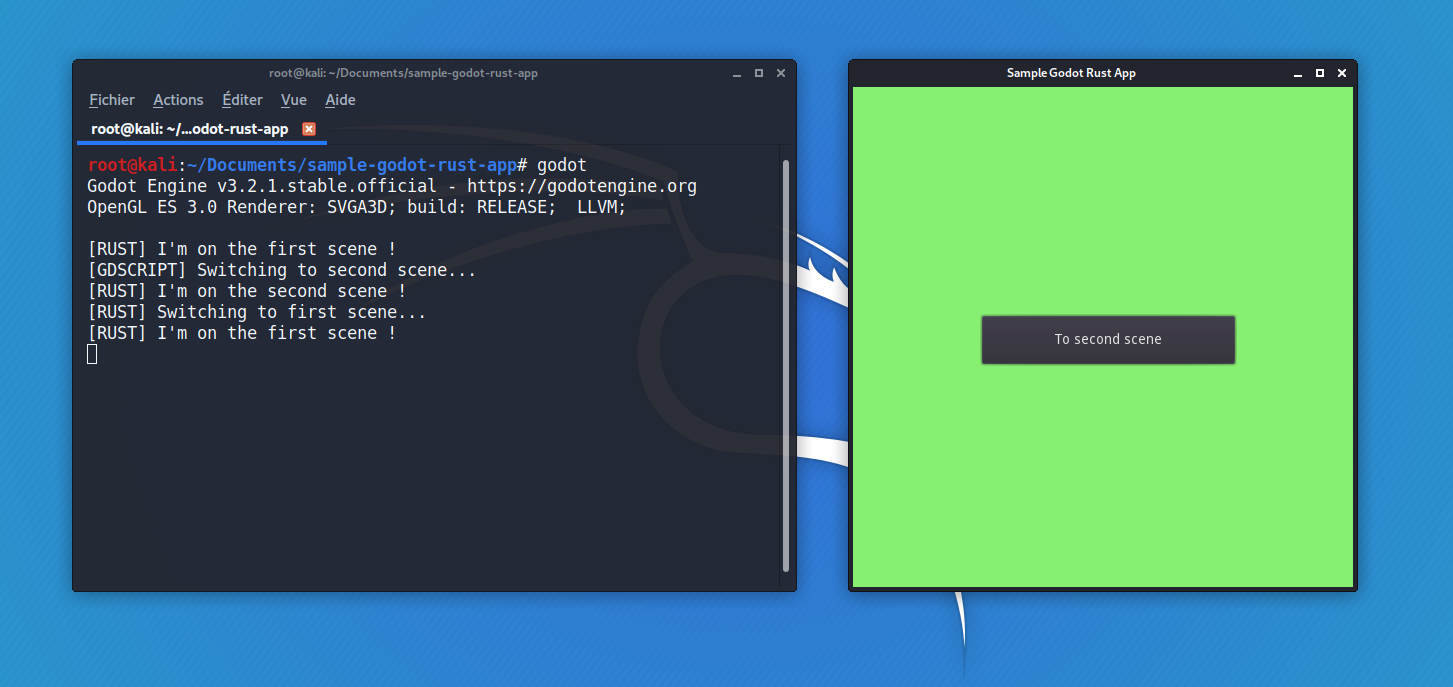 root@kali: ~/Documents/sample-godot-rust-app
Fichier Actions Éditer Vue Aide
root@kali: ~/...odot-rust-app
root@kali:~/Documents/sample-godot-rust-app# godot
Godot Engine v3.2.1.stable.official - https://godotengine.org
OpenGL ES 3.0 Renderer: SVGA3D; build: RELEASE;  LLVM;
[RUST] I'm on the first scene !
[GDSCRIPT] Switching to second scene...
[RUST] I'm on the second scene !
[RUST] Switching to first scene...
[RUST] I'm on the first scene !
Sample Godot Rust App
To second scene